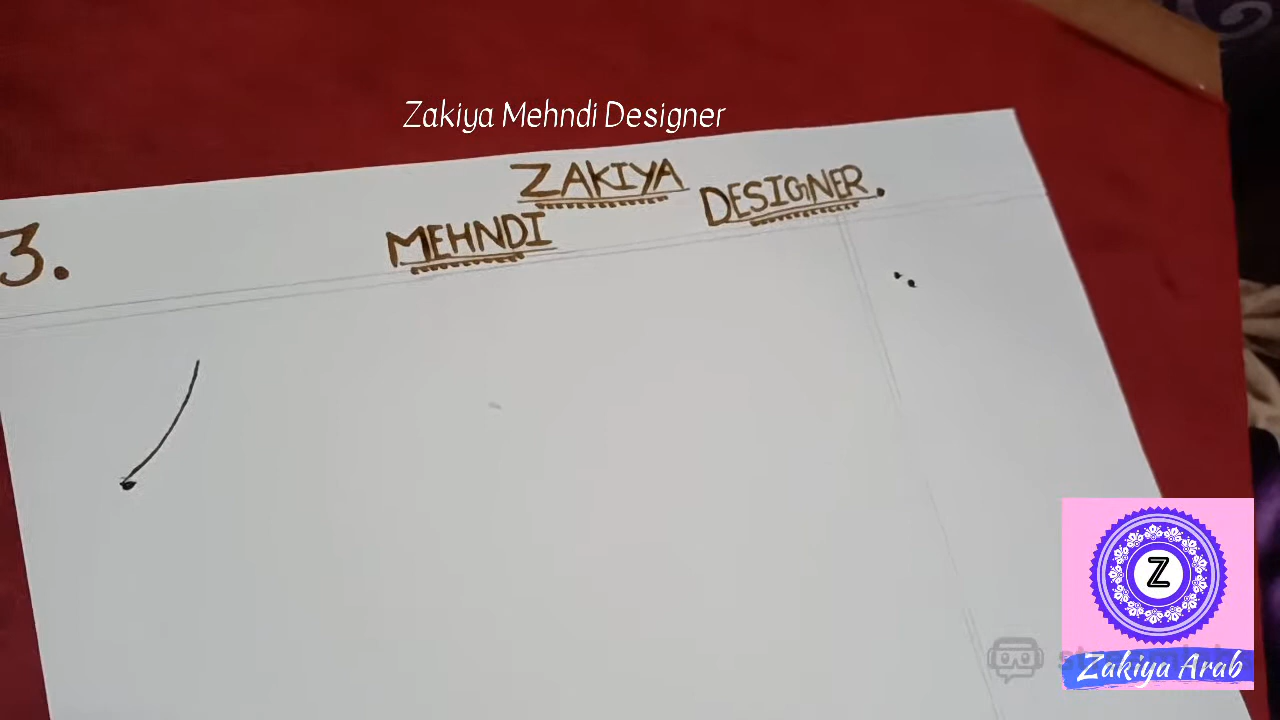 Zakiya Mehndi Designer
ZAKIYA
MEHNDI DESIGNER.
3.
Z
Zakiya Arab